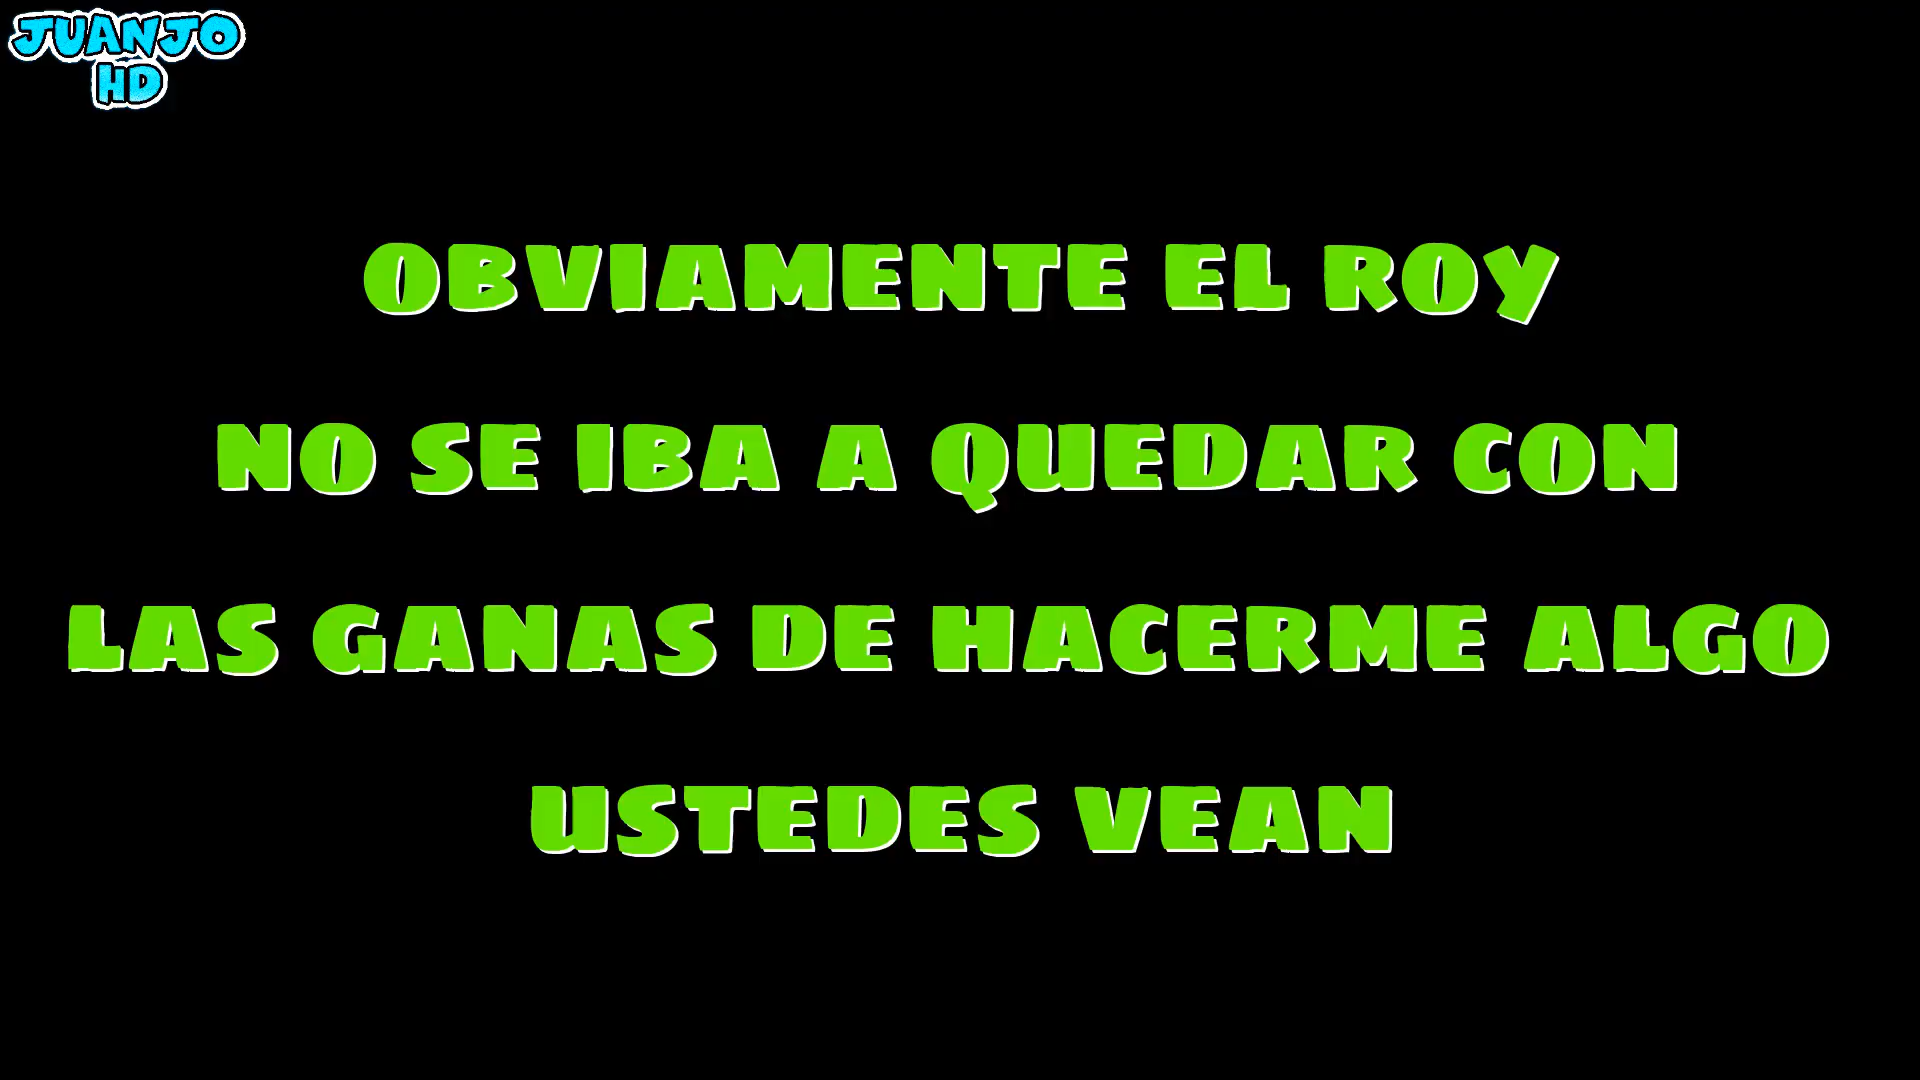 JUANJO
HD
OBVIAMENTE EL ROY
NO SE IBA A QUEDAR CON
LAS GANAS DE HACERME ALGO
USTEDES VEAN